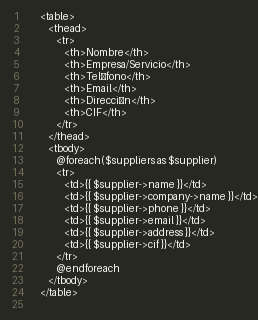 1 <table>
2 <thead>
3 <tr>
4 <th>Nombre</th>
5 <th>Empresa/Servicio</th>
6 <th>Tel□fono</th>
7 <th>Email</th>
8 <th>Direcci□n</th>
9 <th>CIF</th>
10 </tr>
11 </thead>
12 <tbody>
13 @foreach($suppliers as $supplier)
14 <tr>
15 <td>{{ $supplier->name }}</td>
16 <td>{{ $supplier->company->name }}</td>
17 <td>{{ $supplier->phone }}</td>
18 <td>{{ $supplier->email }}</td>
19 <td>{{ $supplier->address }}</td>
20 <td>{{ $supplier->cif }}</td>
21 </tr>
22 @endforeach
23 </tbody>
24 </table>
25